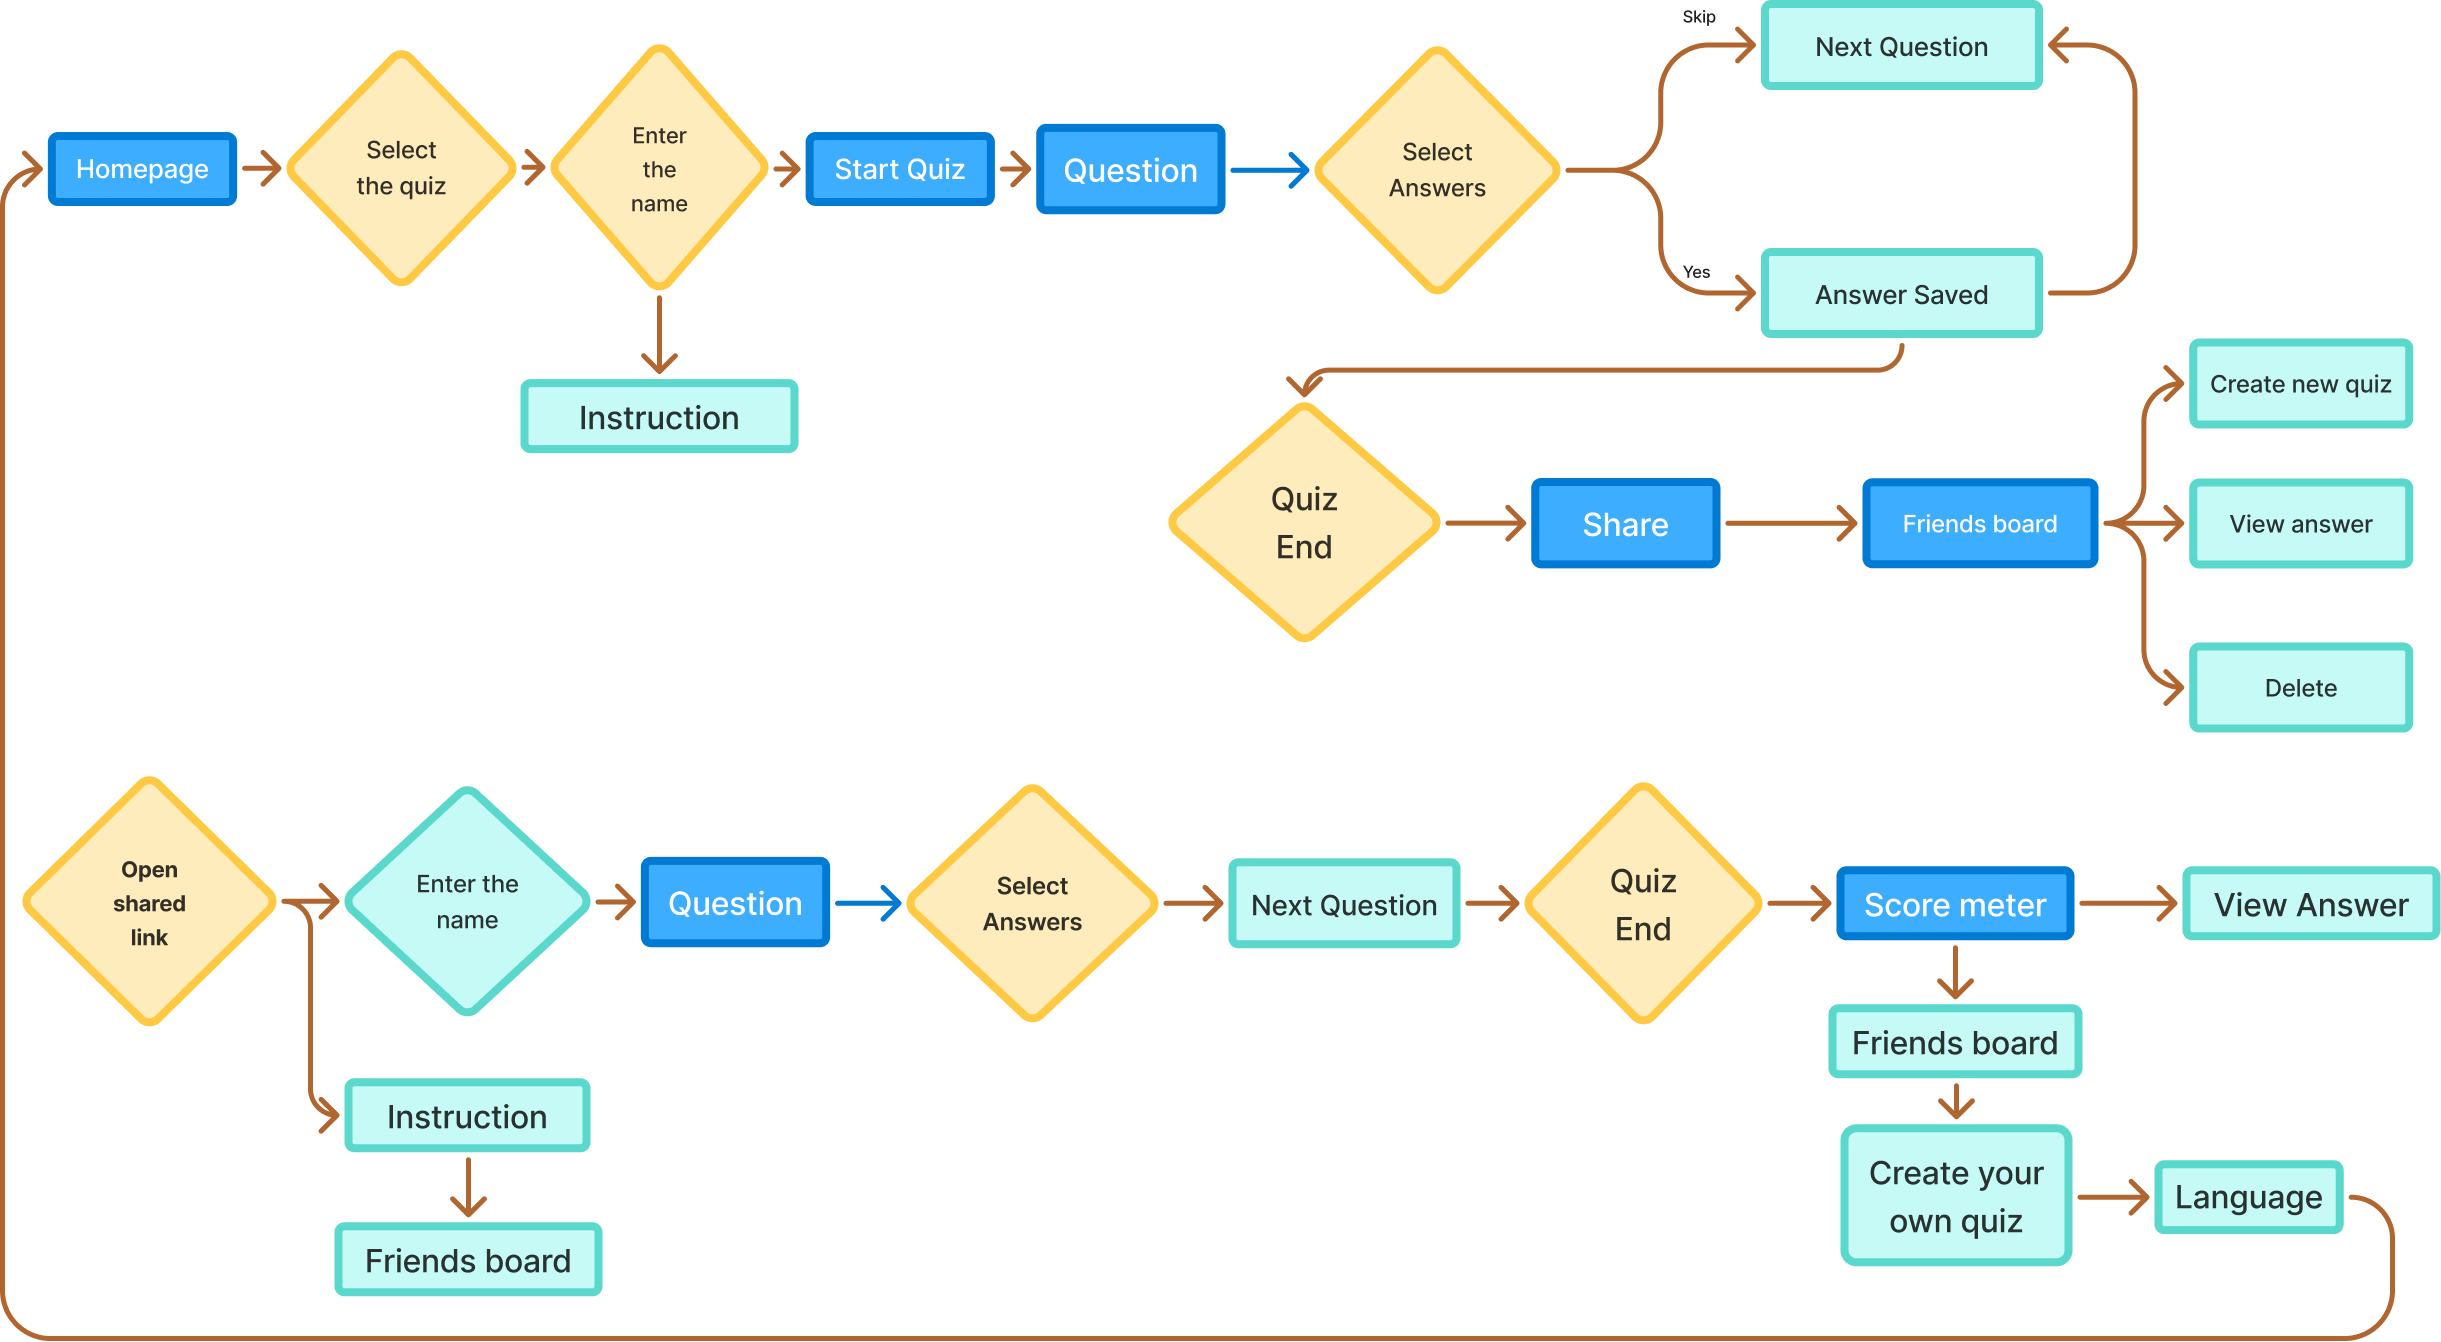 Skip
Next Question
Homepage
Select
the quiz
Enter
the
name
Start Quiz
Question
Select
Answers
Yes
Answer Saved
Instruction
Create new quiz
Quiz
End
Share
Friends board
View answer
Delete
Open
shared
link
Enter the
name
Question
Select
Answers
Next Question
Quiz
End
Score meter
View Answer
Friends board
Instruction
Create your
own quiz
Language
Friends board